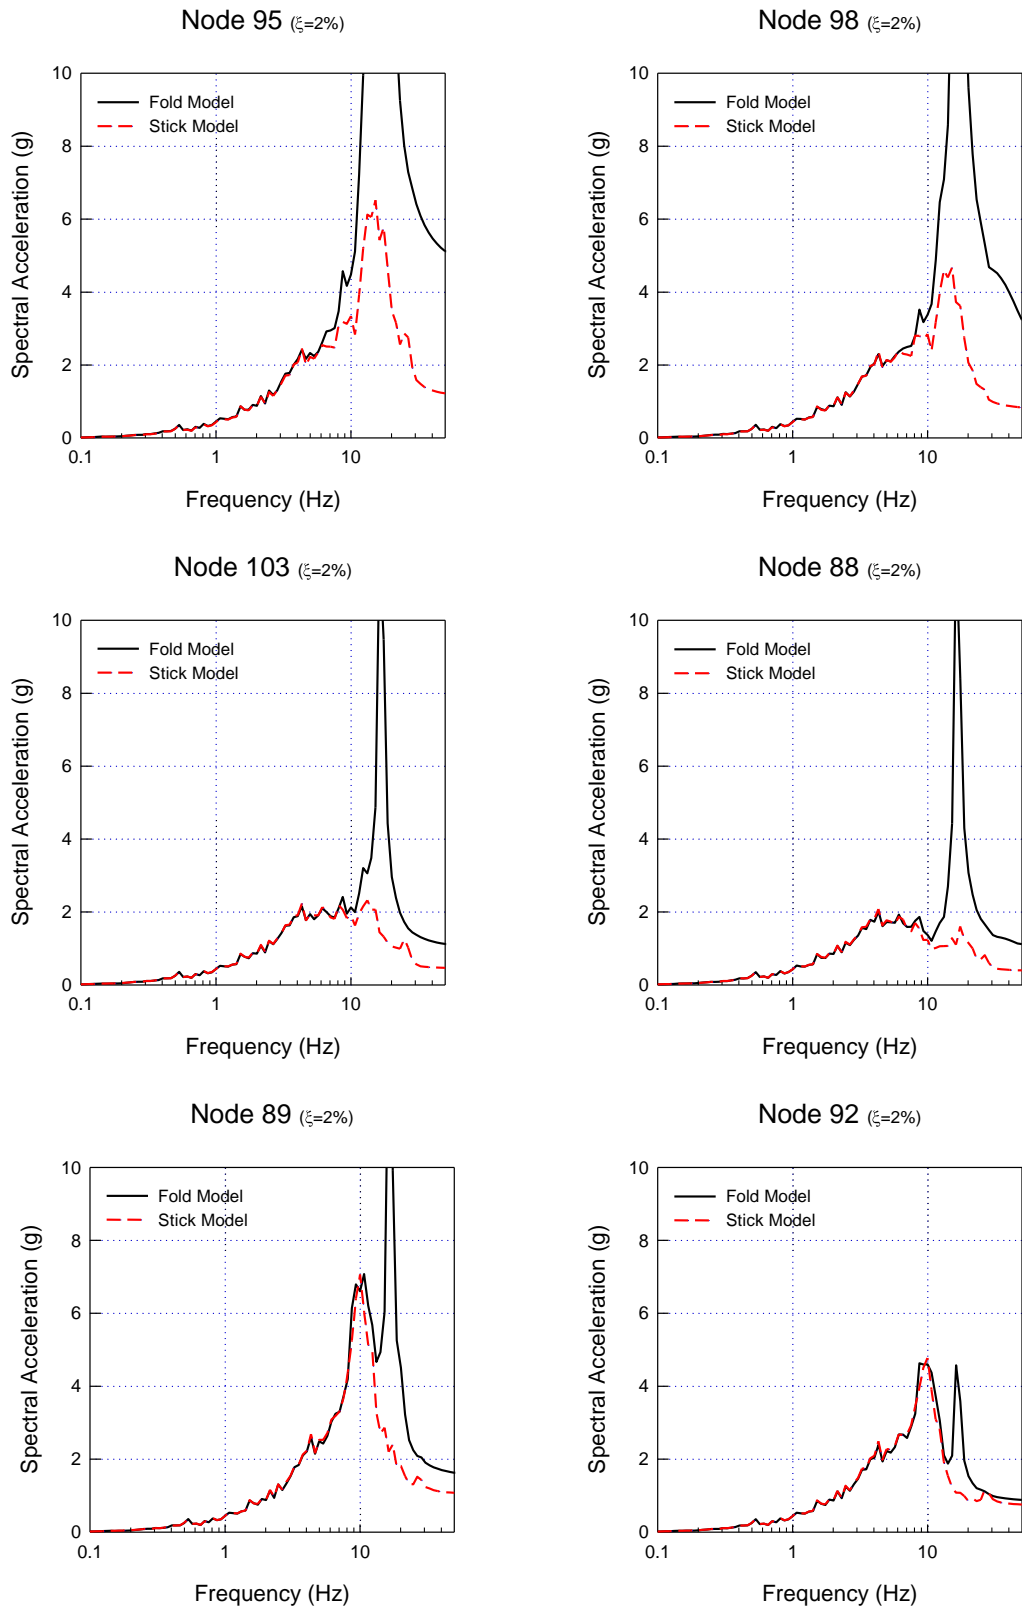 Node 95 (ξ=2%)
10
8
6
4
2
0
Spectral Acceleration (g)
Fold Model
Stick Model
0.1
1
10
Frequency (Hz)
Node 98 (ξ=2%)
10
8
6
4
2
0
Spectral Acceleration (g)
Fold Model
Stick Model
0.1
1
10
Frequency (Hz)
Node 103 (ξ=2%)
10
8
6
4
2
0
Spectral Acceleration (g)
Fold Model
Stick Model
0.1
1
10
Frequency (Hz)
Node 88 (ξ=2%)
10
8
6
4
2
0
Spectral Acceleration (g)
Fold Model
Stick Model
0.1
1
10
Frequency (Hz)
Node 89 (ξ=2%)
10
8
6
4
2
0
Spectral Acceleration (g)
Fold Model
Stick Model
0.1
1
10
Frequency (Hz)
Node 92 (ξ=2%)
10
8
6
4
2
0
Spectral Acceleration (g)
Fold Model
Stick Model
0.1
1
10
Frequency (Hz)